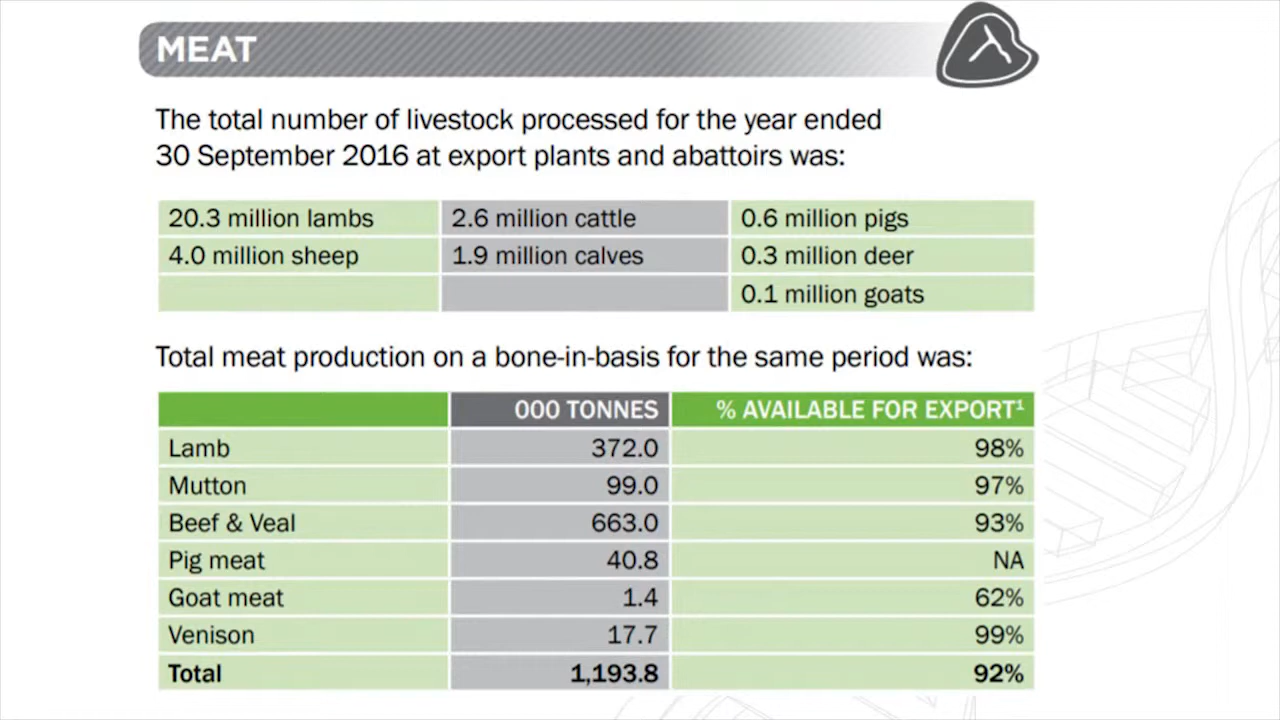 MEAT
The total number of livestock processed for the year ended
30 September 2016 at export plants and abattoirs was:
20.3 million lambs 2.6 million cattle 0.6 million pigs
4.0 million sheep 1.9 million calves 0.3 million deer
0.1 million goats
Total meat production on a bone-in-basis for the same period was:
000 TONNES % AVAILABLE FOR EXPORT¹
Lamb 372.0 98%
Mutton 99.0 97%
Beef & Veal 663.0 93%
Pig meat 40.8 NA
Goat meat 1.4 62%
Venison 17.7 99%
Total 1,193.8 92%